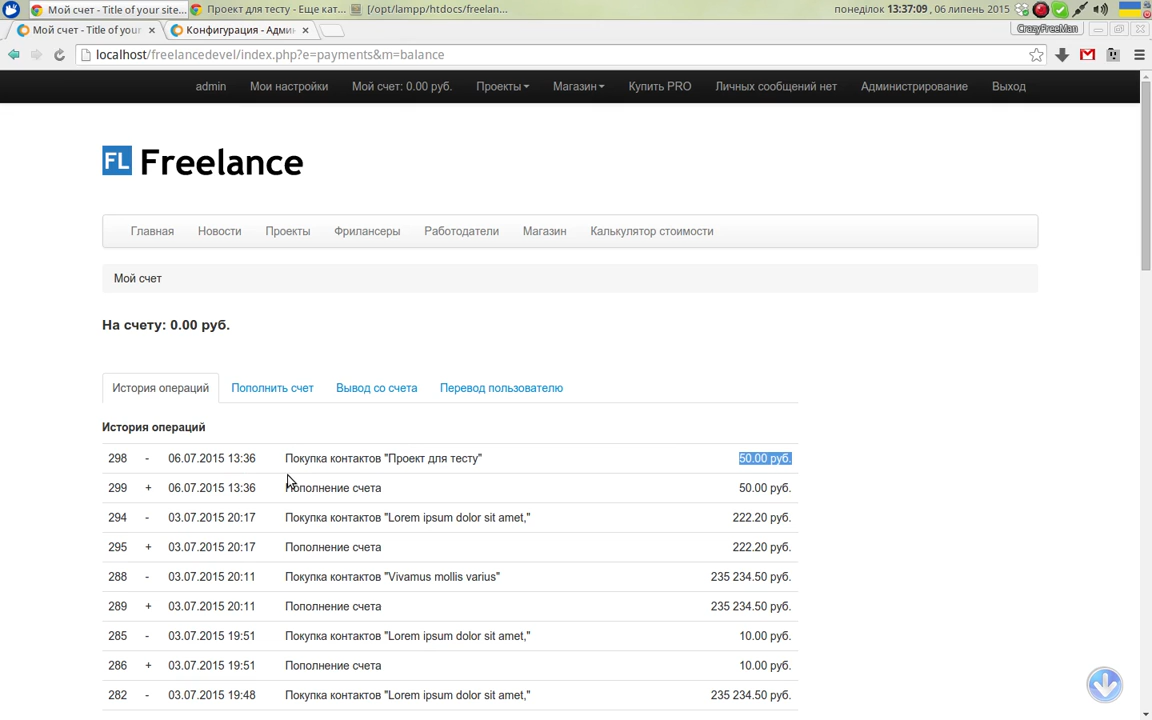 Мой счет - Title of your site... Проект для тесту - Еще кат... [/opt/lampp/htdocs/freelan... понеділок 13:37:09, 06 липень 2015
Мой счет - Title of your Конфигурация - Адми CrazyFreeMan
localhost/freelancedevel/index.php?e=payments&m=balance
admin Мои настройки Мой счет: 0.00 руб. Проекты Магазин Купить PRO Личных сообщений нет Администрирование Выход
FL Freelance
Главная Новости Проекты Фрилансеры Работодатели Магазин Калькулятор стоимости
Мой счет
На счету: 0.00 руб.
История операций Пополнить счет Вывод со счета Перевод пользователю
История операций
298 - 06.07.2015 13:36 Покупка контактов "Проект для тесту" 50.00 руб.
299 + 06.07.2015 13:36 Пополнение счета 50.00 руб.
294 - 03.07.2015 20:17 Покупка контактов "Lorem ipsum dolor sit amet," 222.20 руб.
295 + 03.07.2015 20:17 Пополнение счета 222.20 руб.
288 - 03.07.2015 20:11 Покупка контактов "Vivamus mollis varius" 235 234.50 руб.
289 + 03.07.2015 20:11 Пополнение счета 235 234.50 руб.
285 - 03.07.2015 19:51 Покупка контактов "Lorem ipsum dolor sit amet," 10.00 руб.
286 + 03.07.2015 19:51 Пополнение счета 10.00 руб.
282 - 03.07.2015 19:48 Покупка контактов "Lorem ipsum dolor sit amet," 235 234.50 руб.